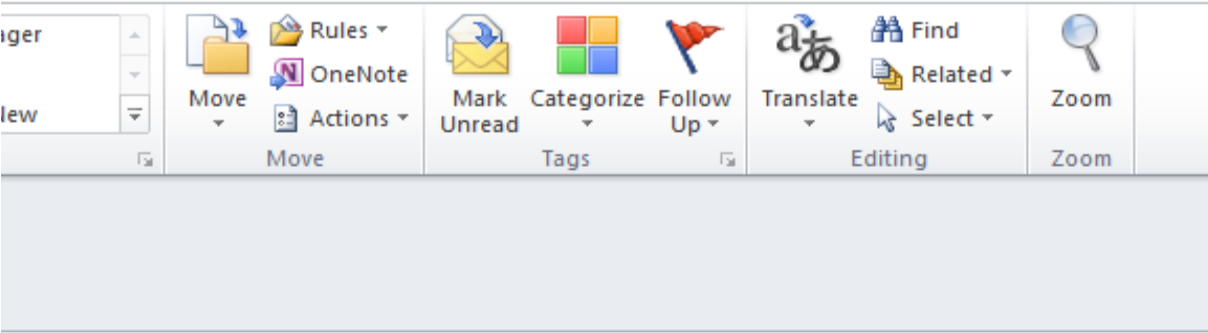 ager
Rules
OneNote
Move
Actions
Move
Mark Unread
Categorize
Follow Up
Tags
Translate
Find
Related
Select
Editing
Zoom
Zoom